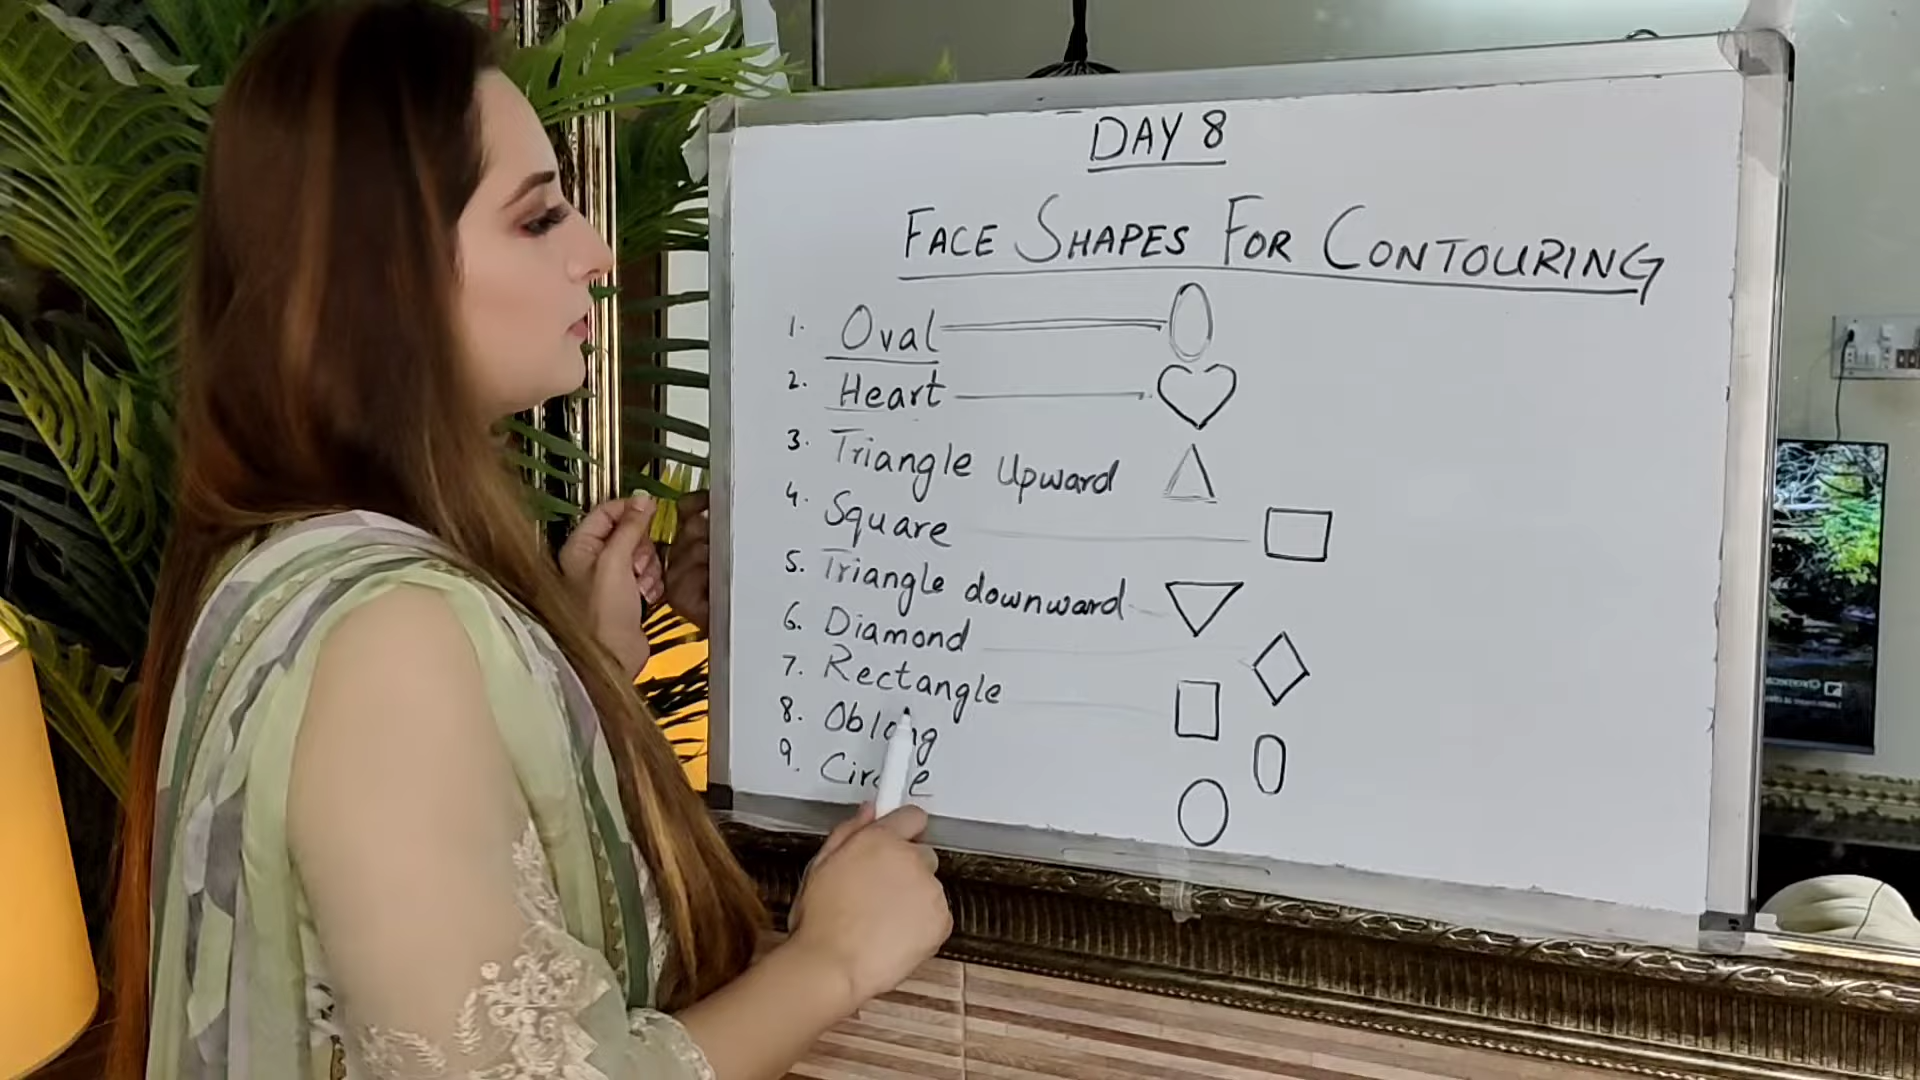 DAY 8
FACE SHAPES FOR CONTOURING
1. Oval
2. Heart
3. Triangle Upward
4. Square
5. Triangle downward
6. Diamond
7. Rectangle
8. Oblong
9. Circle